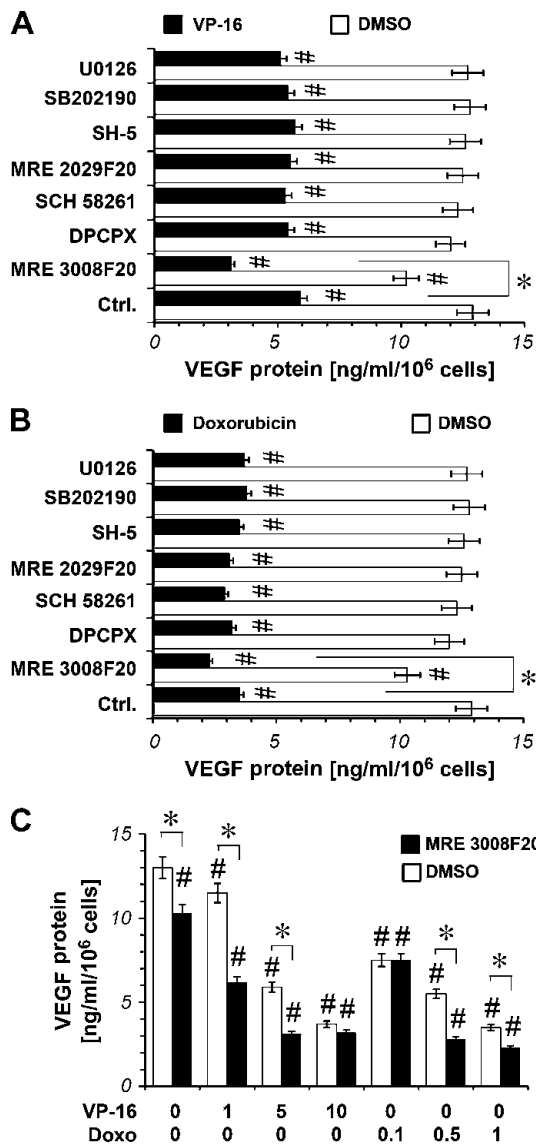 A
VP-16 DMSO
U0126 #
SB202190 #
SH-5 #
MRE 2029F20 #
SCH 58261 #
DPCPX #
MRE 3008F20 # #
*
Ctrl. #
0 5 10 15
VEGF protein [ng/ml/10⁶ cells]
B
Doxorubicin DMSO
U0126 #
SB202190 #
SH-5 #
MRE 2029F20 #
SCH 58261 #
DPCPX #
MRE 3008F20 # #
*
Ctrl. #
0 5 10 15
VEGF protein [ng/ml/10⁶ cells]
C
MRE 3008F20
DMSO
VEGF protein
[ng/ml/10⁶ cells]
15
10
5
0
* * * * *
# # # # # # # # # # # # #
VP-16 0 1 5 10 0 0 0
Doxo 0 0 0 0 0.1 0.5 1